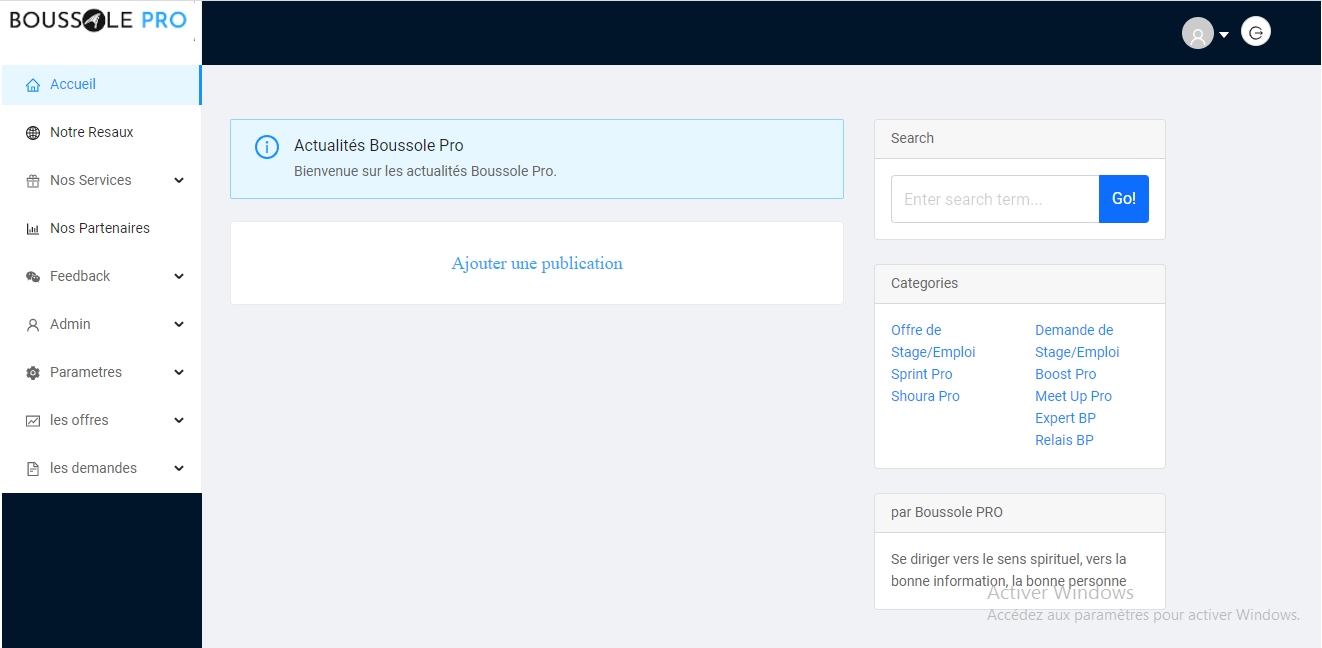 BOUSSOLE PRO
Accueil
Notre Resaux
Nos Services
Nos Partenaires
Feedback
Admin
Parametres
les offres
les demandes
Actualités Boussole Pro
Bienvenue sur les actualités Boussole Pro.
Ajouter une publication
Search
Enter search term...
Go!
Categories
Offre de
Stage/Emploi
Sprint Pro
Shoura Pro
Demande de
Stage/Emploi
Boost Pro
Meet Up Pro
Expert BP
Relais BP
par Boussole PRO
Se diriger vers le sens spirituel, vers la
bonne information, la bonne personne
Activer Windows
Accédez aux paramètres pour activer Windows.